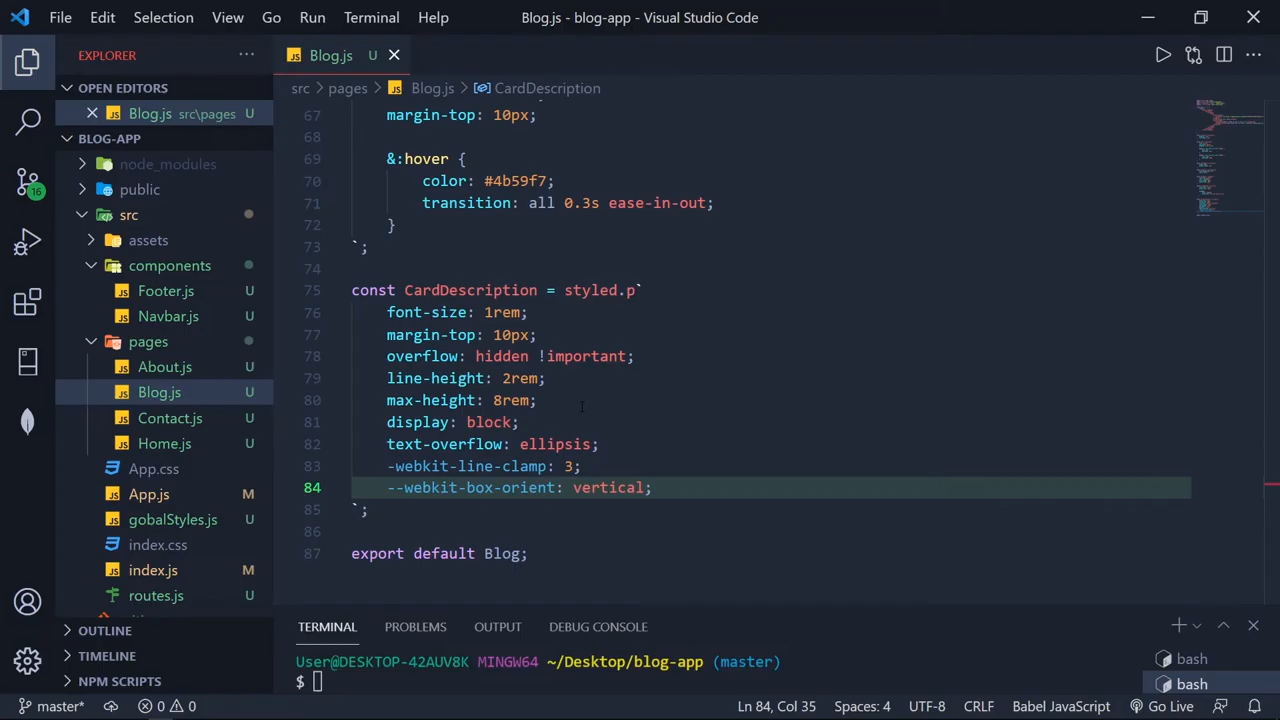 File Edit Selection View Go Run Terminal Help
Blog.js - blog-app - Visual Studio Code
EXPLORER
OPEN EDITORS
Blog.js src\pages U
BLOG-APP
node_modules
public
src
assets
components
Footer.js U
Navbar.js U
pages
About.js U
Blog.js U
Contact.js U
Home.js U
App.css
App.js M
gobalStyles.js U
index.css
index.js M
routes.js U
OUTLINE
TIMELINE
NPM SCRIPTS
16
Blog.js U
src > pages > Blog.js > CardDescription
67 margin-top: 10px;
68
69 &:hover {
70 color: #4b59f7;
71 transition: all 0.3s ease-in-out;
72 }
73 `;
74
75 const CardDescription = styled.p`
76 font-size: 1rem;
77 margin-top: 10px;
78 overflow: hidden !important;
79 line-height: 2rem;
80 max-height: 8rem;
81 display: block;
82 text-overflow: ellipsis;
83 -webkit-line-clamp: 3;
84 --webkit-box-orient: vertical;
85 `;
86
87 export default Blog;
TERMINAL PROBLEMS OUTPUT DEBUG CONSOLE
User@DESKTOP-42AUV8K MINGW64 ~/Desktop/blog-app (master)
$
bash
bash
master* 0 0 Ln 84, Col 35 Spaces: 4 UTF-8 CRLF Babel JavaScript Go Live